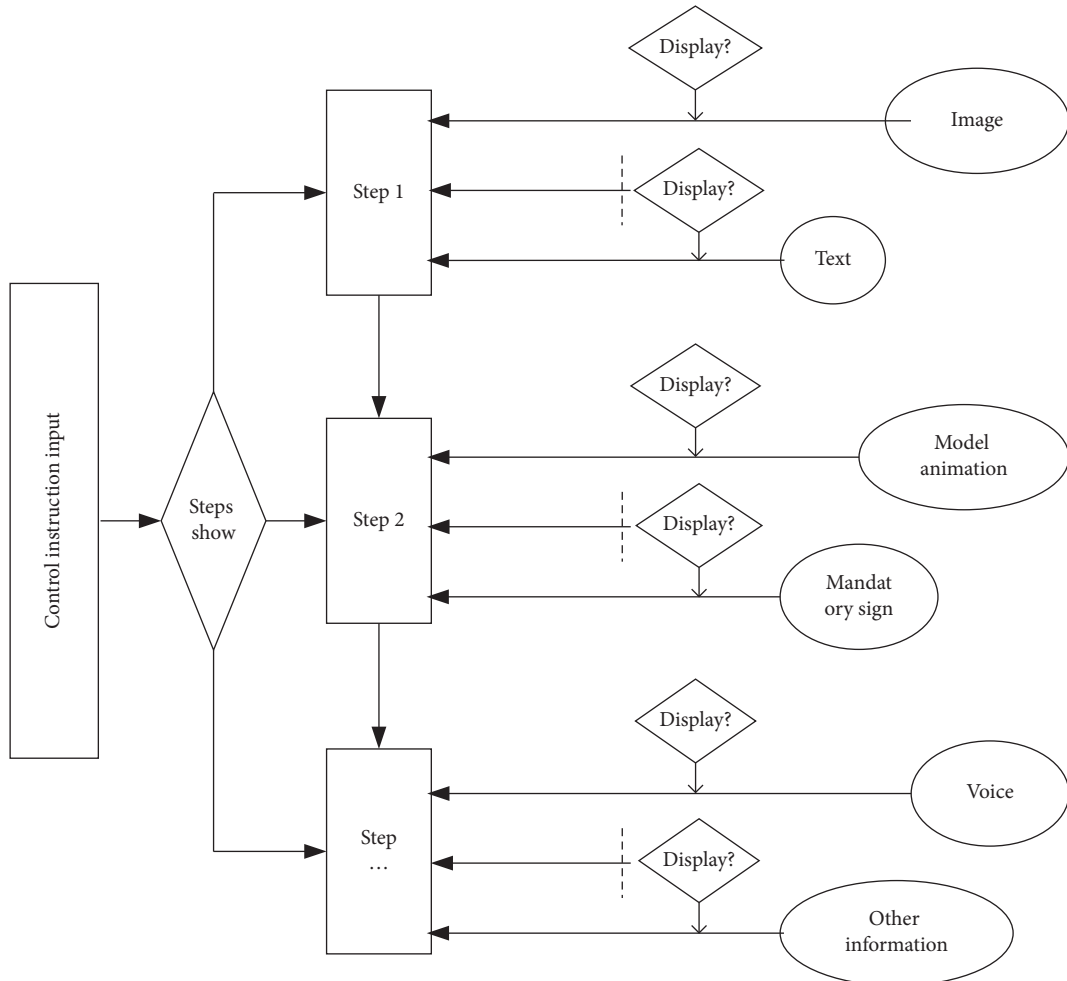 Display?
Image
Step 1
Display?
Text
Control instruction input
Steps
show
Display?
Model
animation
Step 2
Display?
Mandat
ory sign
Display?
Voice
Step
...
Display?
Other
information